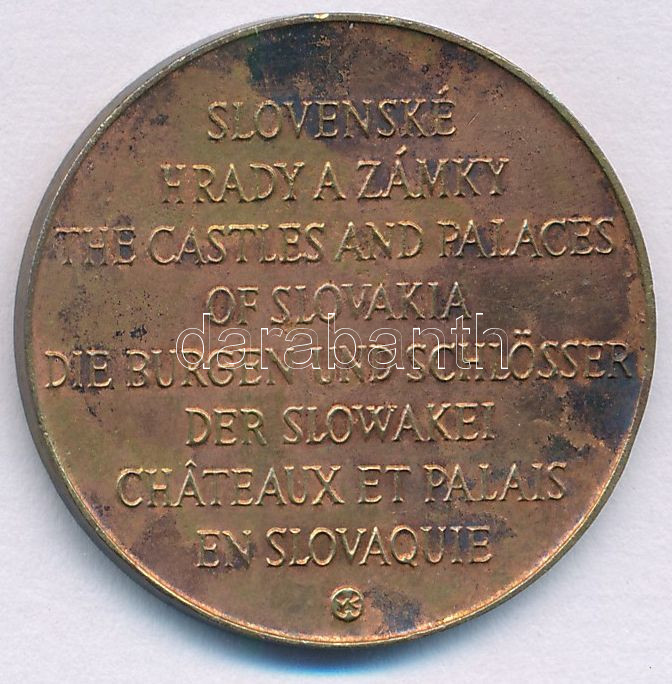 SLOVENSKÉ
HRADY A ZÁMKY
THE CASTLES AND PALACES
OF SLOVAKIA
darabanth
DIE BURGEN UND SCHLÖSSER
DER SLOWAKEI
CHÂTEAUX ET PALAIS
EN SLOVAQUIE